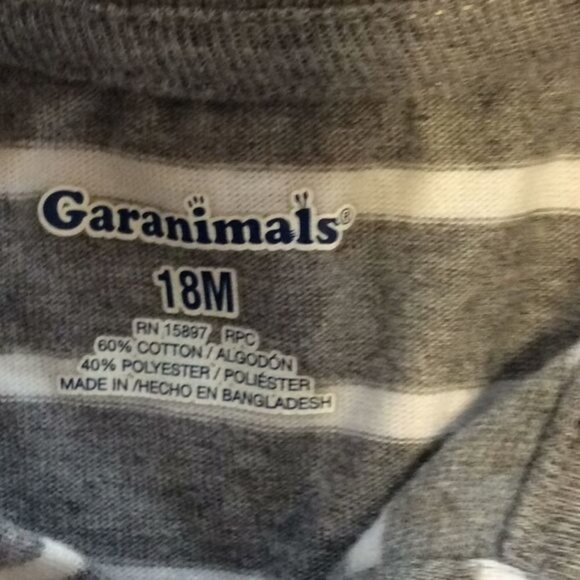 Garanimals®
18M
RN 15897 RPC
60% COTTON / ALGODÓN
40% POLYESTER / POLIÉSTER
MADE IN /HECHO EN BANGLADESH